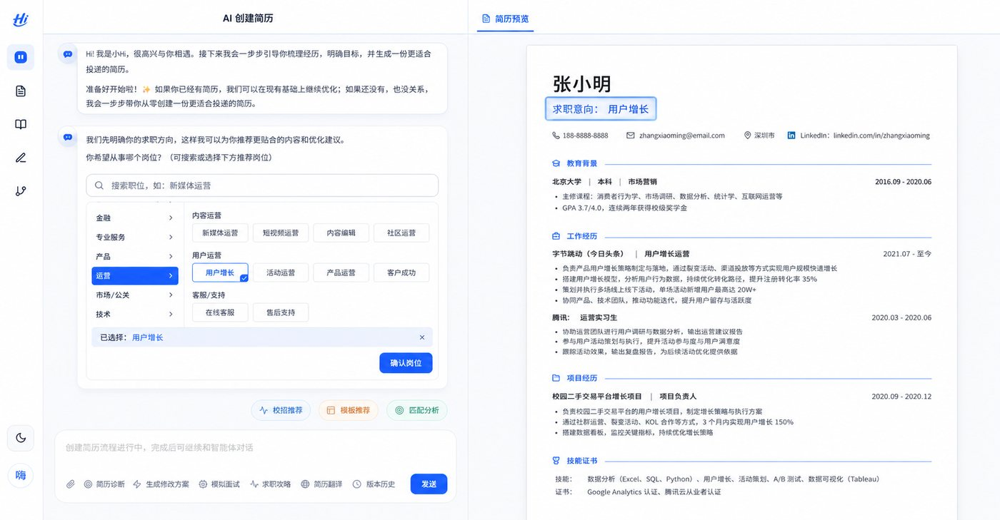 Hi
AI 创建简历
Hi! 我是小Hi，很高兴与你相遇。接下来我会一步步引导你梳理经历，明确目标，并生成一份更适合
投递的简历。
准备好开始啦！✨ 如果你已经有简历，我们可以在现有基础上继续优化；如果还没有，也没关系，
我会一步步带你从零创建一份更适合投递的简历。
我们先明确你的求职方向，这样我可以为你推荐更贴合的内容和优化建议。
你希望从事哪个岗位？（可搜索或选择下方推荐岗位）
搜索职位，如：新媒体运营
金融
专业服务
产品
运营
市场/公关
技术
内容运营
新媒体运营 短视频运营 内容编辑 社区运营
用户运营
用户增长 活动运营 产品运营 客户成功
客服/支持
在线客服 售后支持
已选择： 用户增长 ×
确认岗位
校招推荐 模板推荐 匹配分析
创建简历流程进行中，完成后可继续和智能体对话
简历诊断 生成修改方案 模拟面试 求职攻略 简历翻译 版本历史 发送
嗨
简历预览
张小明
求职意向： 用户增长
188-8888-8888 zhangxiaoming@email.com 深圳市 LinkedIn：linkedin.com/in/zhangxiaoming
教育背景
北京大学 | 本科 | 市场营销 2016.09 - 2020.06
• 主修课程：消费者行为学、市场调研、数据分析、统计学、互联网运营等
• GPA 3.7/4.0，连续两年获得校级奖学金
工作经历
字节跳动（今日头条） | 用户增长运营 2021.07 - 至今
• 负责产品用户增长策略制定与落地，通过裂变活动、渠道投放等方式实现用户规模快速增长
• 搭建用户增长模型，分析用户行为数据，持续优化转化路径，提升注册转化率 35%
• 策划并执行多场线上线下活动，单场活动新增用户最高达 20W+
• 协同产品、技术团队，推动功能迭代，提升用户留存与活跃度
腾讯： 运营实习生 2020.03 - 2020.06
• 协助运营团队进行用户调研与数据分析，输出运营建议报告
• 参与用户活动策划与执行，提升活动参与度与用户满意度
• 跟踪活动效果，输出复盘报告，为后续活动优化提供依据
项目经历
校园二手交易平台增长项目 | 项目负责人 2020.09 - 2020.12
• 负责校园二手交易平台的用户增长项目，制定增长策略与执行方案
• 通过社群运营、裂变活动、KOL 合作等方式，3 个月内实现用户增长 150%
• 搭建数据看板，监控关键指标，持续优化增长策略
技能证书
技能： 数据分析（Excel、SQL、Python）、用户增长、活动策划、A/B 测试、数据可视化（Tableau）
证书： Google Analytics 认证、腾讯云从业者认证